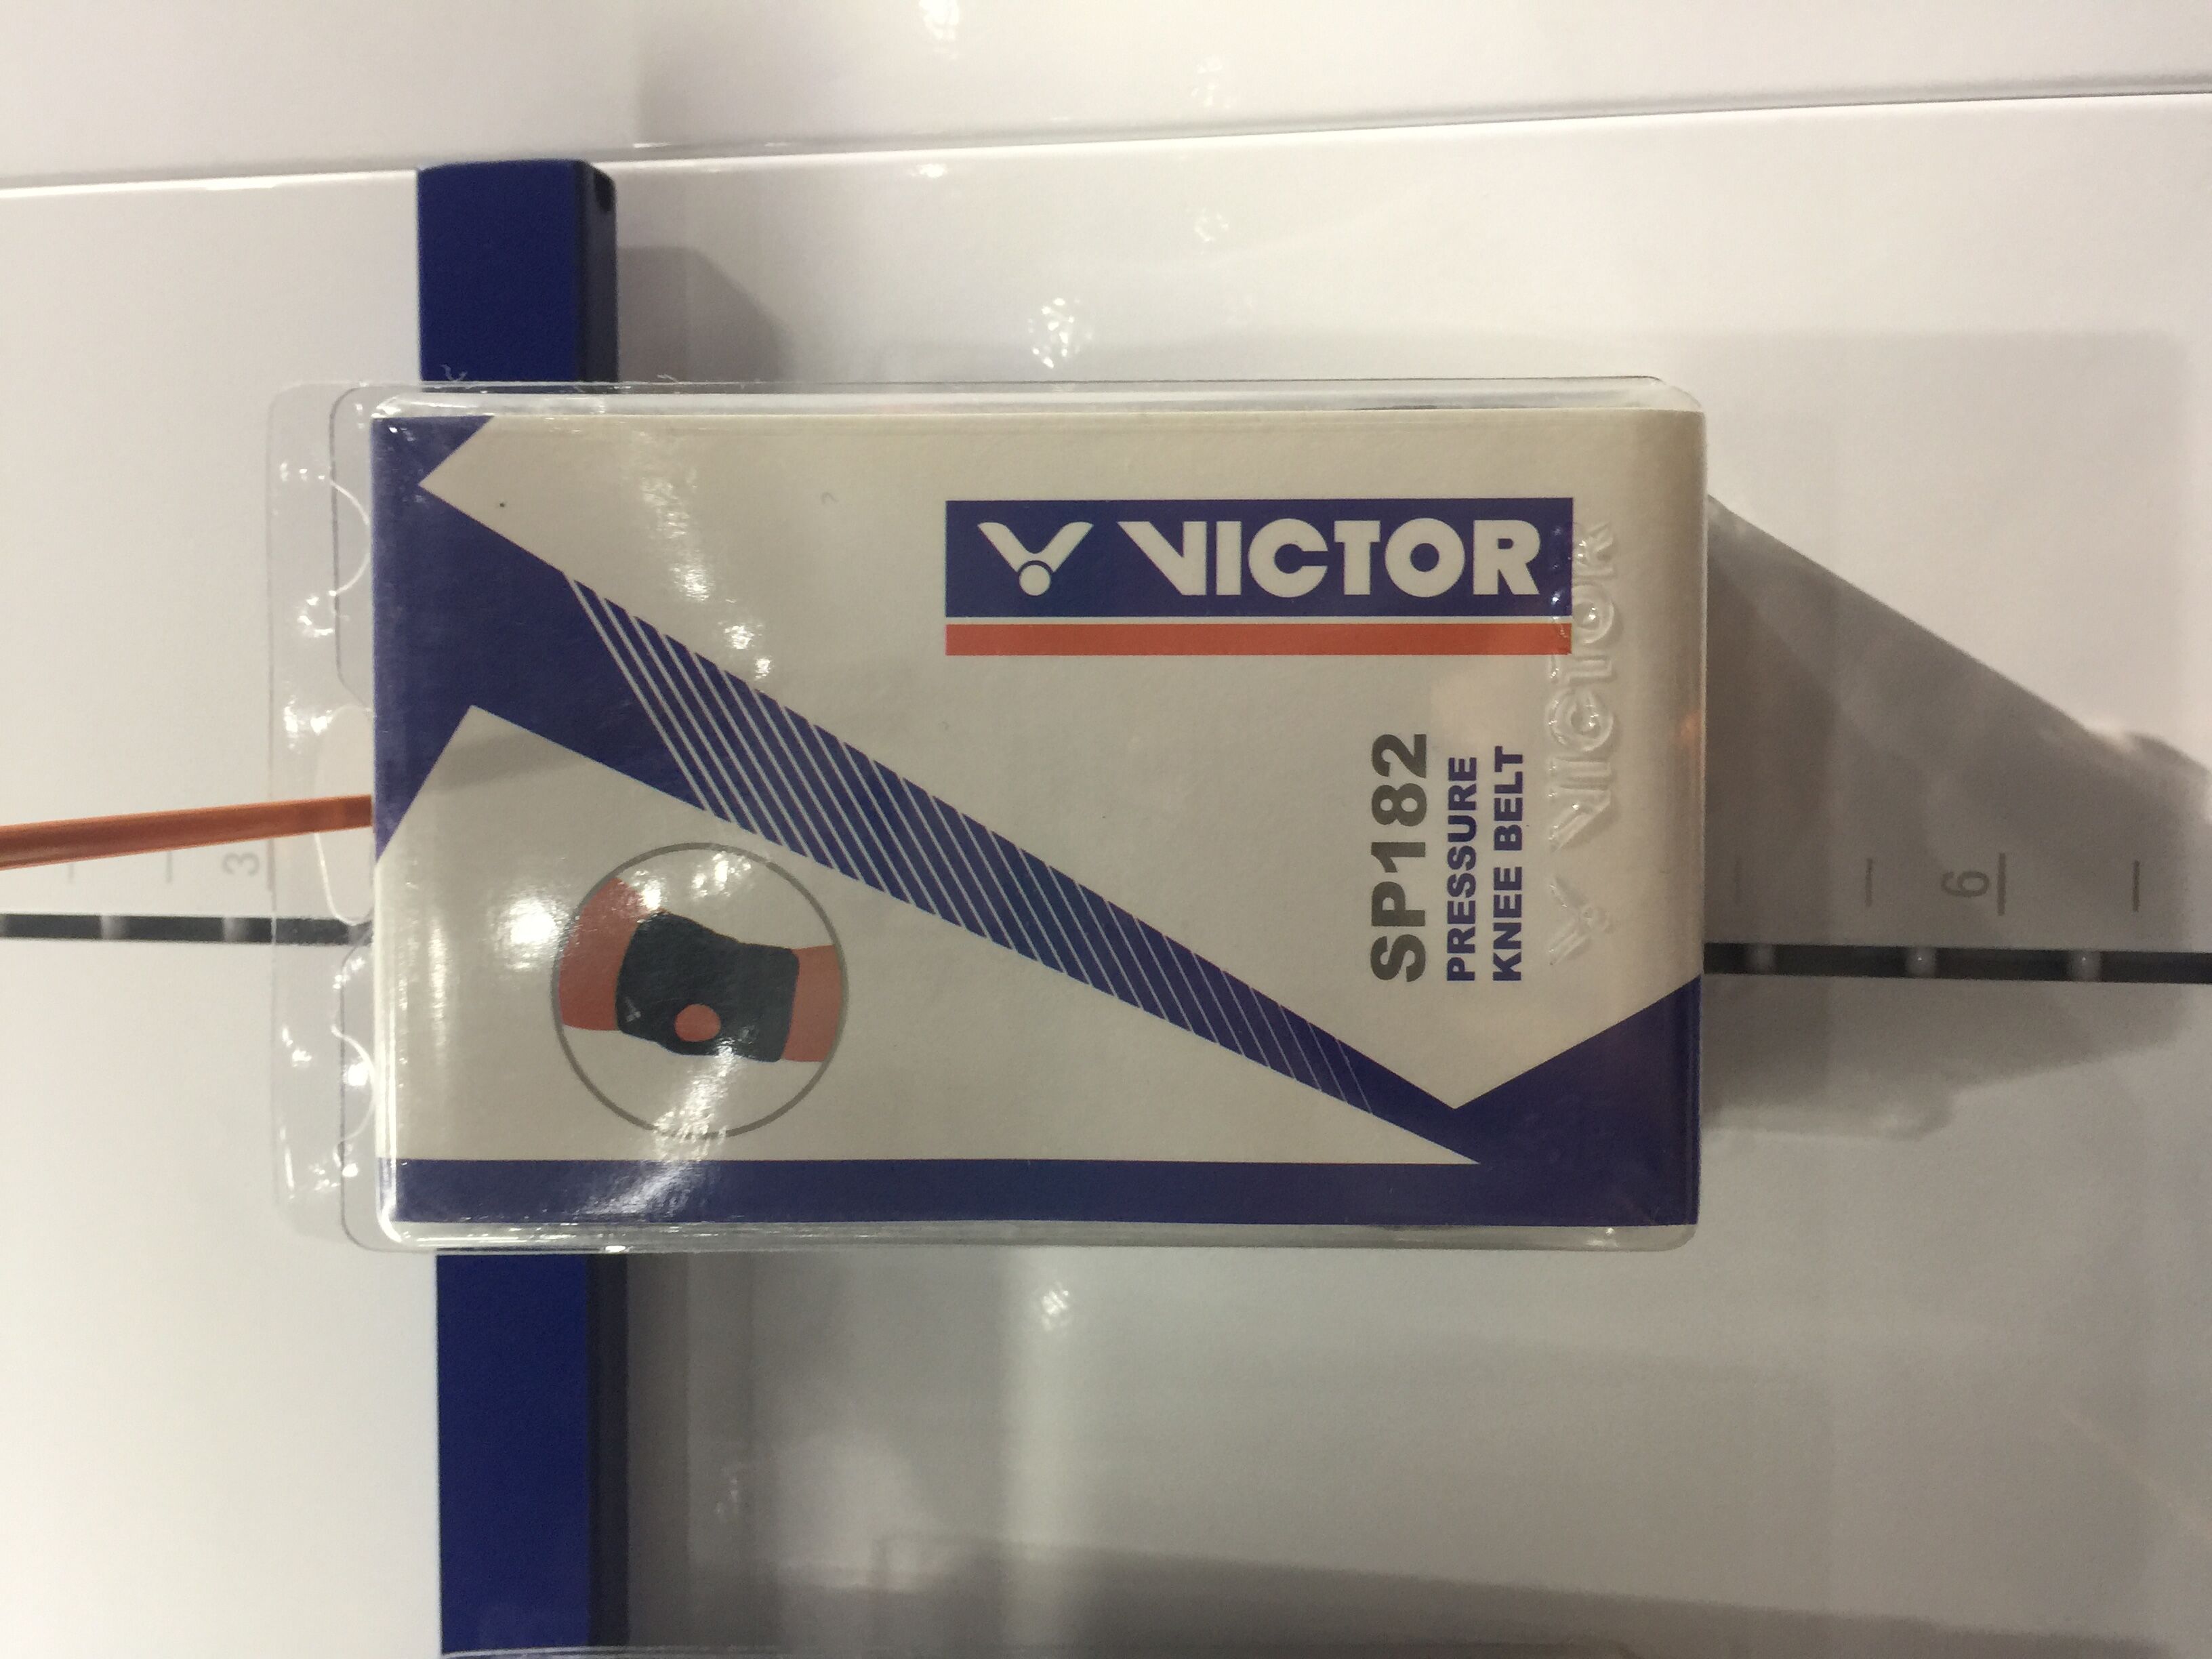 VICTOR
SP182
PRESSURE
KNEE BELT
VICTOR
3
6